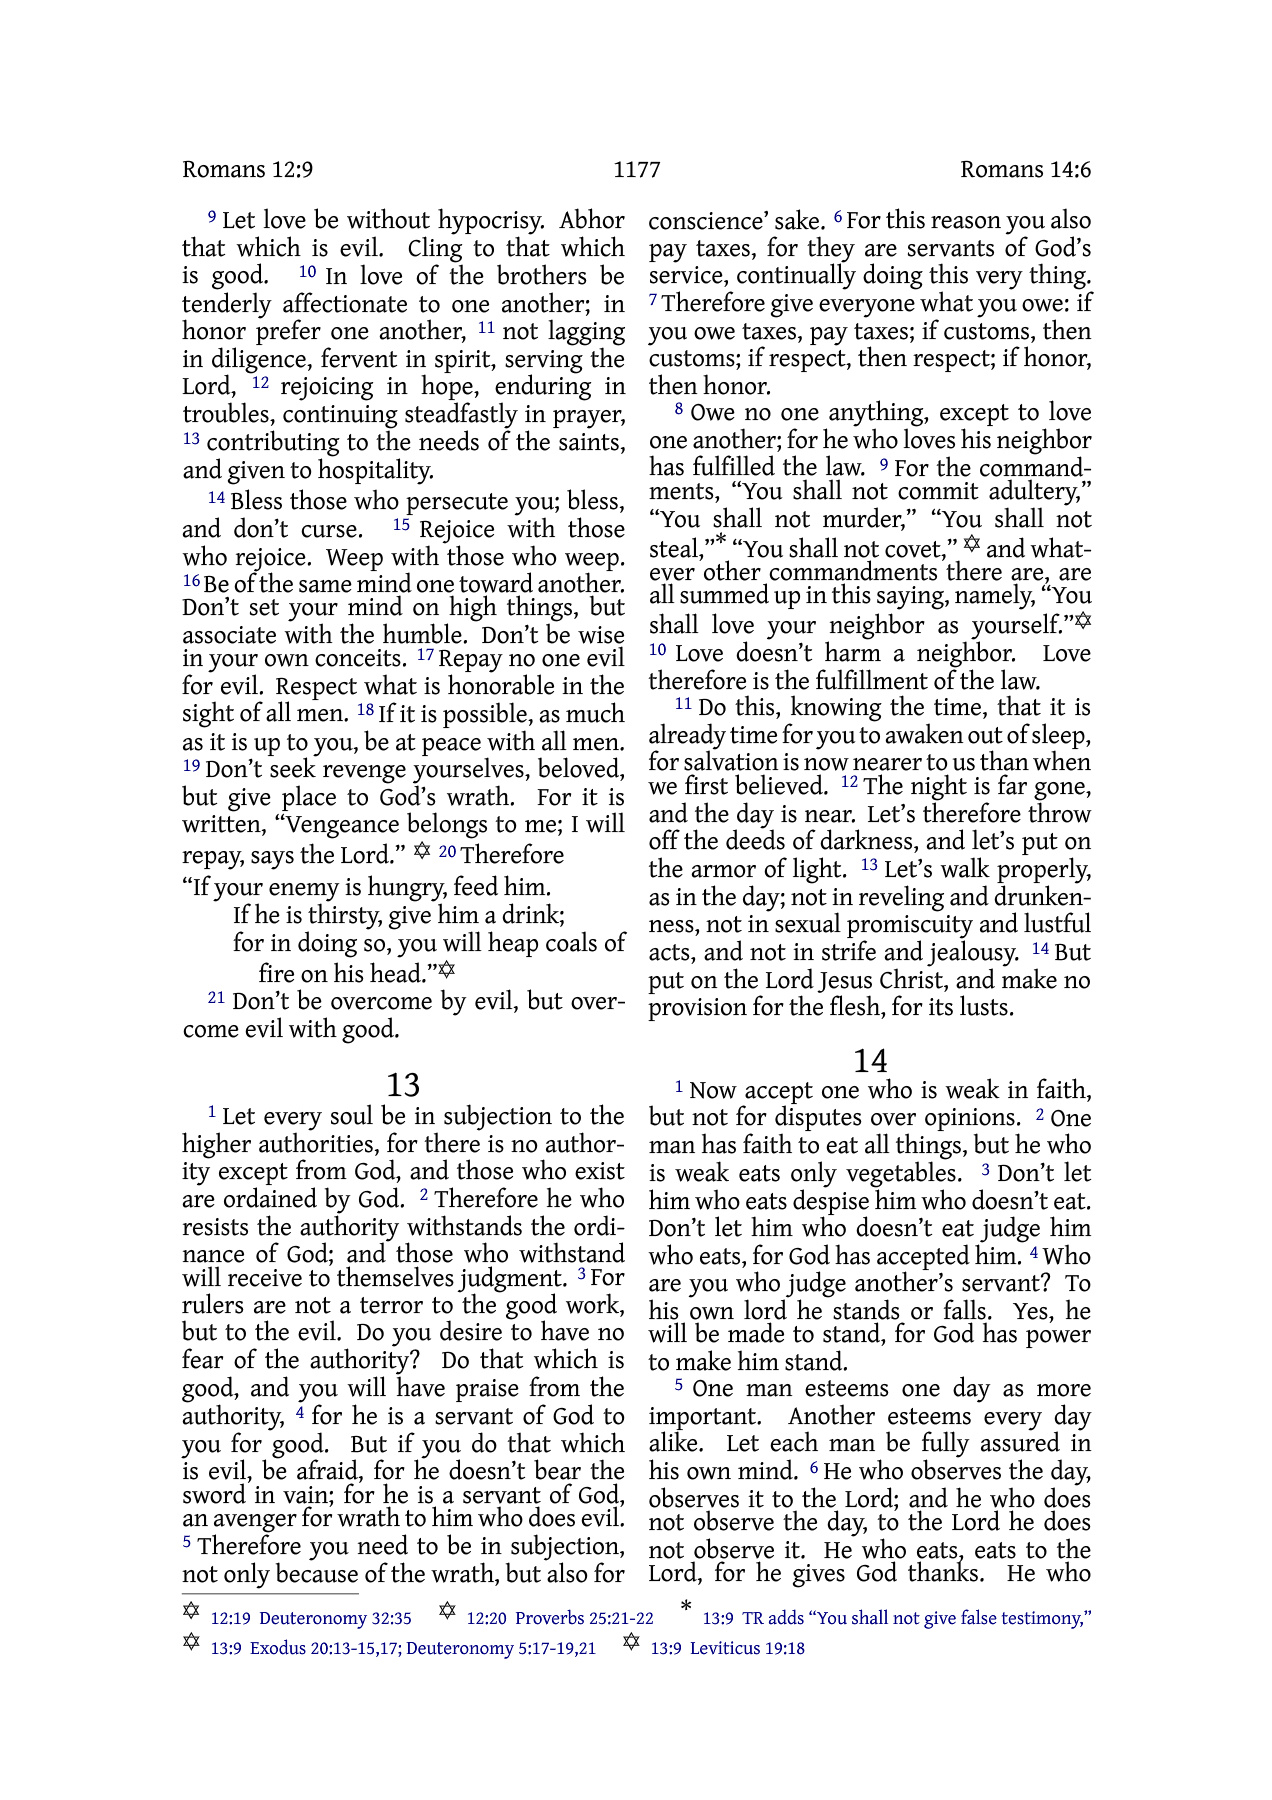 Romans 12:9 1177 Romans 14:6
9 Let love be without hypocrisy. Abhor
that which is evil. Cling to that which
is good. 10 In love of the brothers be
tenderly affectionate to one another; in
honor prefer one another, 11 not lagging
in diligence, fervent in spirit, serving the
Lord, 12 rejoicing in hope, enduring in
troubles, continuing steadfastly in prayer,
13 contributing to the needs of the saints,
and given to hospitality.
14 Bless those who persecute you; bless,
and don’t curse. 15 Rejoice with those
who rejoice. Weep with those who weep.
16 Be of the same mind one toward another.
Don’t set your mind on high things, but
associate with the humble. Don’t be wise
in your own conceits. 17 Repay no one evil
for evil. Respect what is honorable in the
sight of all men. 18 If it is possible, as much
as it is up to you, be at peace with all men.
19 Don’t seek revenge yourselves, beloved,
but give place to God’s wrath. For it is
written, “Vengeance belongs to me; I will
repay, says the Lord.” ✡ 20 Therefore
“If your enemy is hungry, feed him.
If he is thirsty, give him a drink;
for in doing so, you will heap coals of
fire on his head.”✡
21 Don’t be overcome by evil, but over-
come evil with good.
13
1 Let every soul be in subjection to the
higher authorities, for there is no author-
ity except from God, and those who exist
are ordained by God. 2 Therefore he who
resists the authority withstands the ordi-
nance of God; and those who withstand
will receive to themselves judgment. 3 For
rulers are not a terror to the good work,
but to the evil. Do you desire to have no
fear of the authority? Do that which is
good, and you will have praise from the
authority, 4 for he is a servant of God to
you for good. But if you do that which
is evil, be afraid, for he doesn’t bear the
sword in vain; for he is a servant of God,
an avenger for wrath to him who does evil.
5 Therefore you need to be in subjection,
not only because of the wrath, but also for
conscience’ sake. 6 For this reason you also
pay taxes, for they are servants of God’s
service, continually doing this very thing.
7 Therefore give everyone what you owe: if
you owe taxes, pay taxes; if customs, then
customs; if respect, then respect; if honor,
then honor.
8 Owe no one anything, except to love
one another; for he who loves his neighbor
has fulfilled the law. 9 For the command-
ments, “You shall not commit adultery,”
“You shall not murder,” “You shall not
steal,”* “You shall not covet,” ✡ and what-
ever other commandments there are, are
all summed up in this saying, namely, “You
shall love your neighbor as yourself.”✡
10 Love doesn’t harm a neighbor. Love
therefore is the fulfillment of the law.
11 Do this, knowing the time, that it is
already time for you to awaken out of sleep,
for salvation is now nearer to us than when
we first believed. 12 The night is far gone,
and the day is near. Let’s therefore throw
off the deeds of darkness, and let’s put on
the armor of light. 13 Let’s walk properly,
as in the day; not in reveling and drunken-
ness, not in sexual promiscuity and lustful
acts, and not in strife and jealousy. 14 But
put on the Lord Jesus Christ, and make no
provision for the flesh, for its lusts.
14
1 Now accept one who is weak in faith,
but not for disputes over opinions. 2 One
man has faith to eat all things, but he who
is weak eats only vegetables. 3 Don’t let
him who eats despise him who doesn’t eat.
Don’t let him who doesn’t eat judge him
who eats, for God has accepted him. 4 Who
are you who judge another’s servant? To
his own lord he stands or falls. Yes, he
will be made to stand, for God has power
to make him stand.
5 One man esteems one day as more
important. Another esteems every day
alike. Let each man be fully assured in
his own mind. 6 He who observes the day,
observes it to the Lord; and he who does
not observe the day, to the Lord he does
not observe it. He who eats, eats to the
Lord, for he gives God thanks. He who
✡ 12:19 Deuteronomy 32:35 ✡ 12:20 Proverbs 25:21-22 * 13:9 TR adds “You shall not give false testimony,”
✡ 13:9 Exodus 20:13-15,17; Deuteronomy 5:17-19,21 ✡ 13:9 Leviticus 19:18